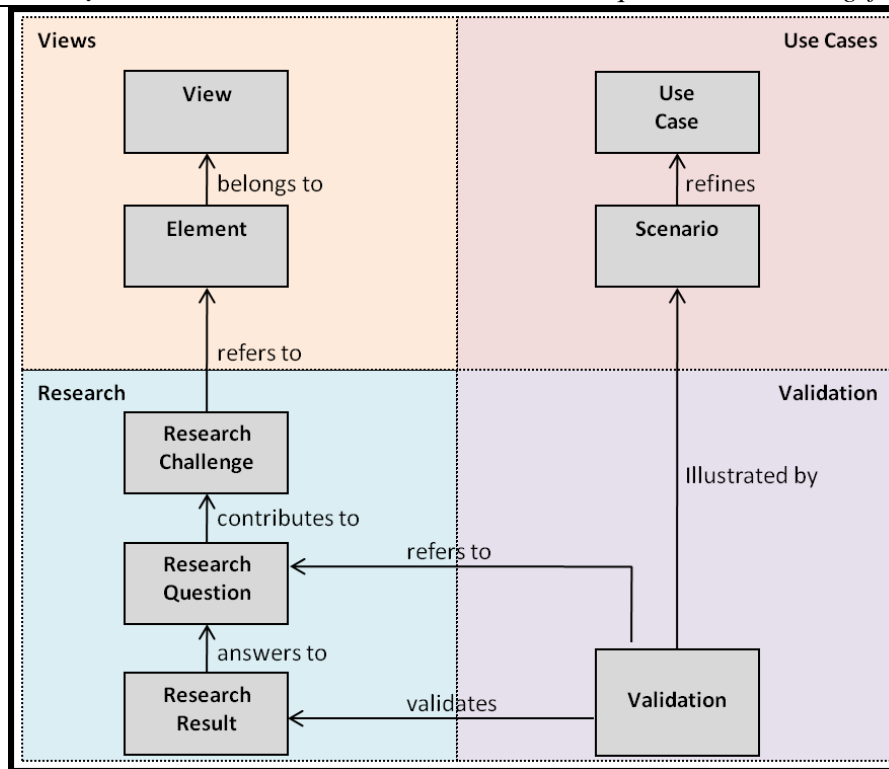 Views
Use Cases
View
Use
Case
belongs to
refines
Element
Scenario
refers to
Research
Validation
Research
Challenge
Illustrated by
contributes to
refers to
Research
Question
answers to
Research
Result
validates
Validation